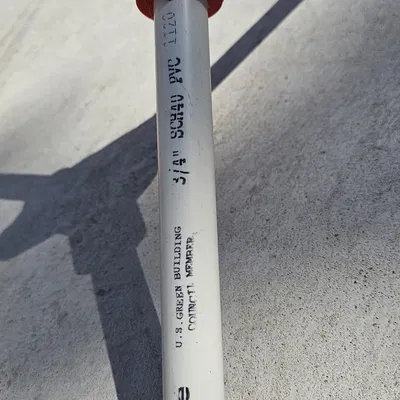 3/4" SCH40 PVC 1120
U.S. GREEN BUILDING
COUNCIL MEMBER
e